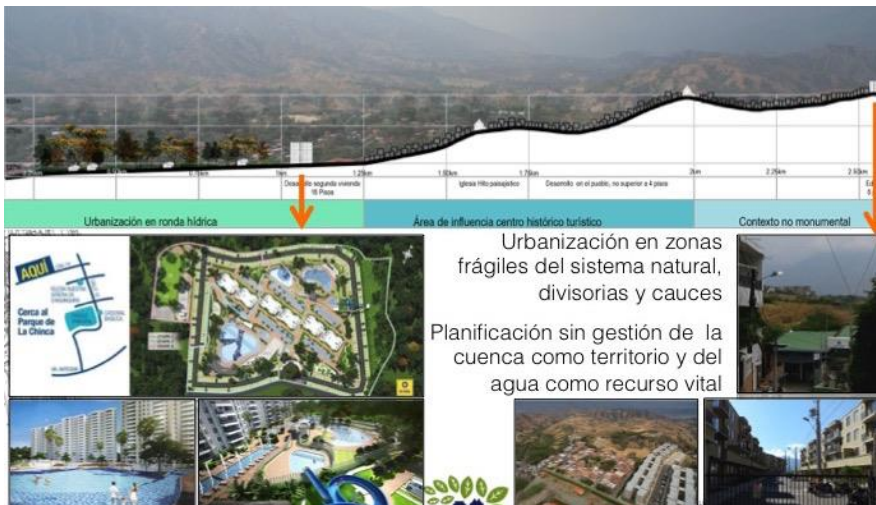 1km
1.25km
1.50km
1.75km
2km
2.25km
2.50km
segunda vivienda
16 Pisos
Iglesia Hito paisajístico
Desarrollo en el pueblo, no superior a 4 pisos
Urbanización en ronda hídrica
Área de influencia centro histórico turístico
Contexto no monumental
AQUÍ
Cerca al
Parque de
La Chinca
Urbanización en zonas
frágiles del sistema natural,
divisorias y cauces
Planificación sin gestión de la
cuenca como territorio y del
agua como recurso vital